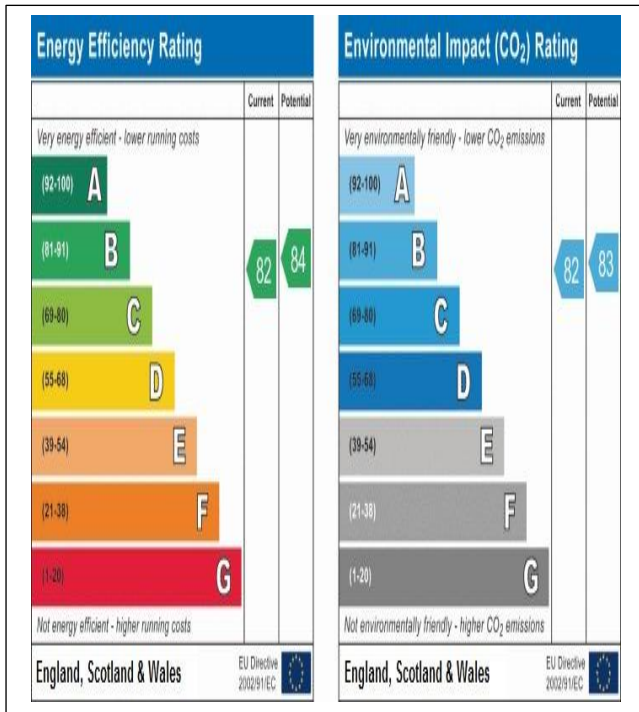 Energy Efficiency Rating
Current Potential
Very energy efficient - lower running costs
(92-100) A
(81-91) B
82 84
(69-80) C
(55-68) D
(39-54) E
(21-38) F
(1-20) G
Not energy efficient - higher running costs
England, Scotland & Wales
EU Directive
2002/91/EC
Environmental Impact (CO₂) Rating
Current Potential
Very environmentally friendly - lower CO₂ emissions
(92-100) A
(81-91) B
82 83
(69-80) C
(55-68) D
(39-54) E
(21-38) F
(1-20) G
Not environmentally friendly - higher CO₂ emissions
England, Scotland & Wales
EU Directive
2002/91/EC